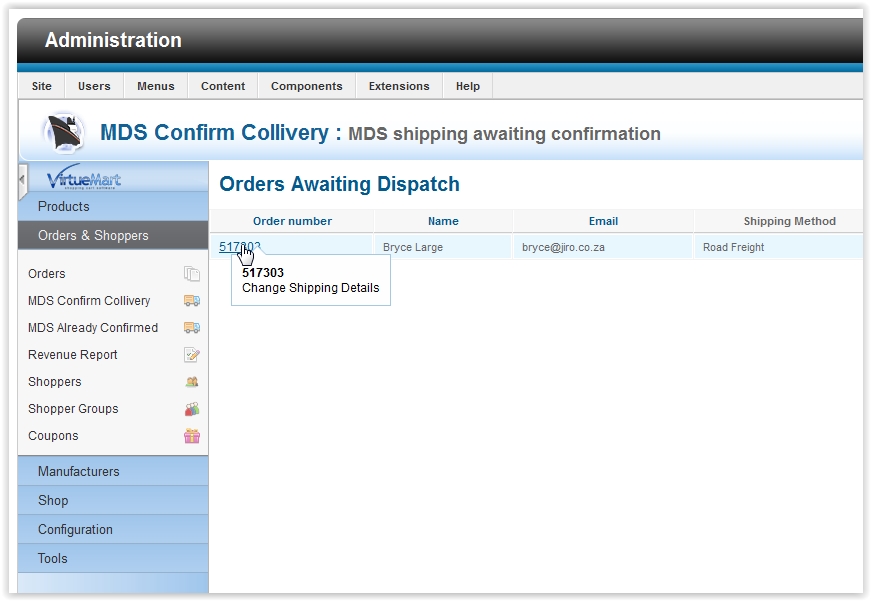 Administration
Site Users Menus Content Components Extensions Help
MDS Confirm Collivery : MDS shipping awaiting confirmation
VirtueMart
shopping cart software
Products
Orders & Shoppers
Orders
MDS Confirm Collivery
MDS Already Confirmed
Revenue Report
Shoppers
Shopper Groups
Coupons
Manufacturers
Shop
Configuration
Tools
Orders Awaiting Dispatch
Order number Name Email Shipping Method
517303 Bryce Large bryce@jiro.co.za Road Freight
517303
Change Shipping Details